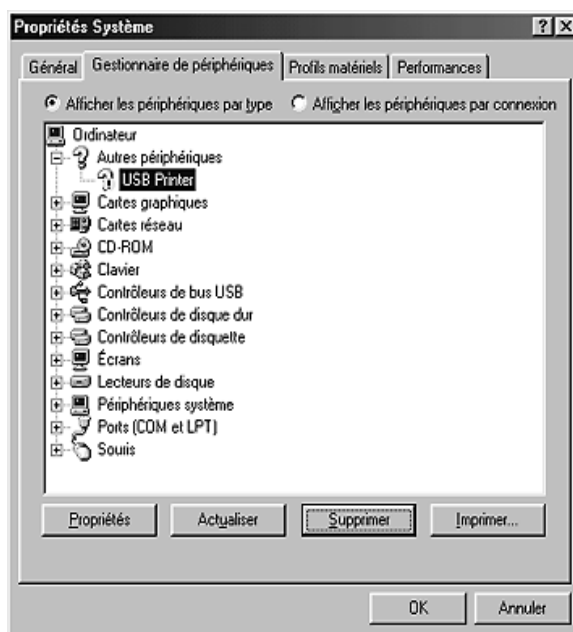 Propriétés Système
Général Gestionnaire de périphériques Profils matériels Performances
Afficher les périphériques par type Afficher les périphériques par connexion
Ordinateur
Autres périphériques
USB Printer
Cartes graphiques
Cartes réseau
CD-ROM
Clavier
Contrôleurs de bus USB
Contrôleurs de disque dur
Contrôleurs de disquette
Écrans
Lecteurs de disque
Périphériques système
Ports (COM et LPT)
Souris
Propriétés Actualiser Supprimer Imprimer...
OK Annuler